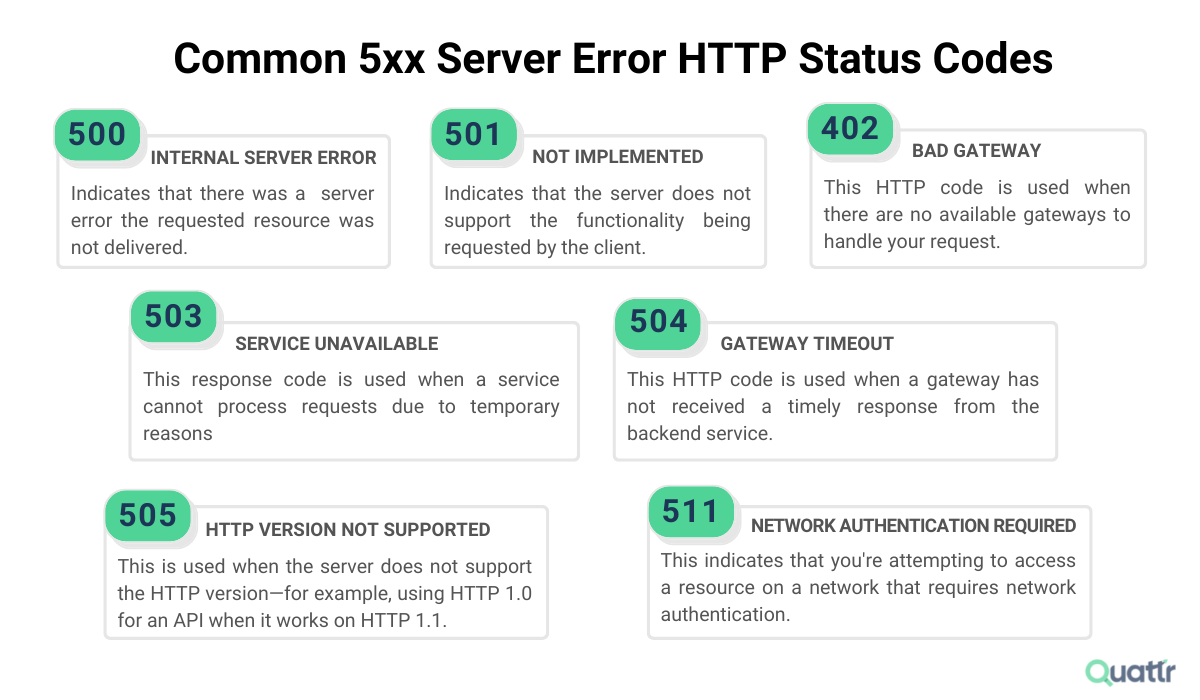 Common 5xx Server Error HTTP Status Codes
500
INTERNAL SERVER ERROR
Indicates that there was a server
error the requested resource was
not delivered.
501
NOT IMPLEMENTED
Indicates that the server does not
support the functionality being
requested by the client.
402
BAD GATEWAY
This HTTP code is used when
there are no available gateways to
handle your request.
503
SERVICE UNAVAILABLE
This response code is used when a service
cannot process requests due to temporary
reasons
504
GATEWAY TIMEOUT
This HTTP code is used when a gateway has
not received a timely response from the
backend service.
505
HTTP VERSION NOT SUPPORTED
This is used when the server does not support
the HTTP version—for example, using HTTP 1.0
for an API when it works on HTTP 1.1.
511
NETWORK AUTHENTICATION REQUIRED
This indicates that you're attempting to access
a resource on a network that requires network
authentication.
Quattr